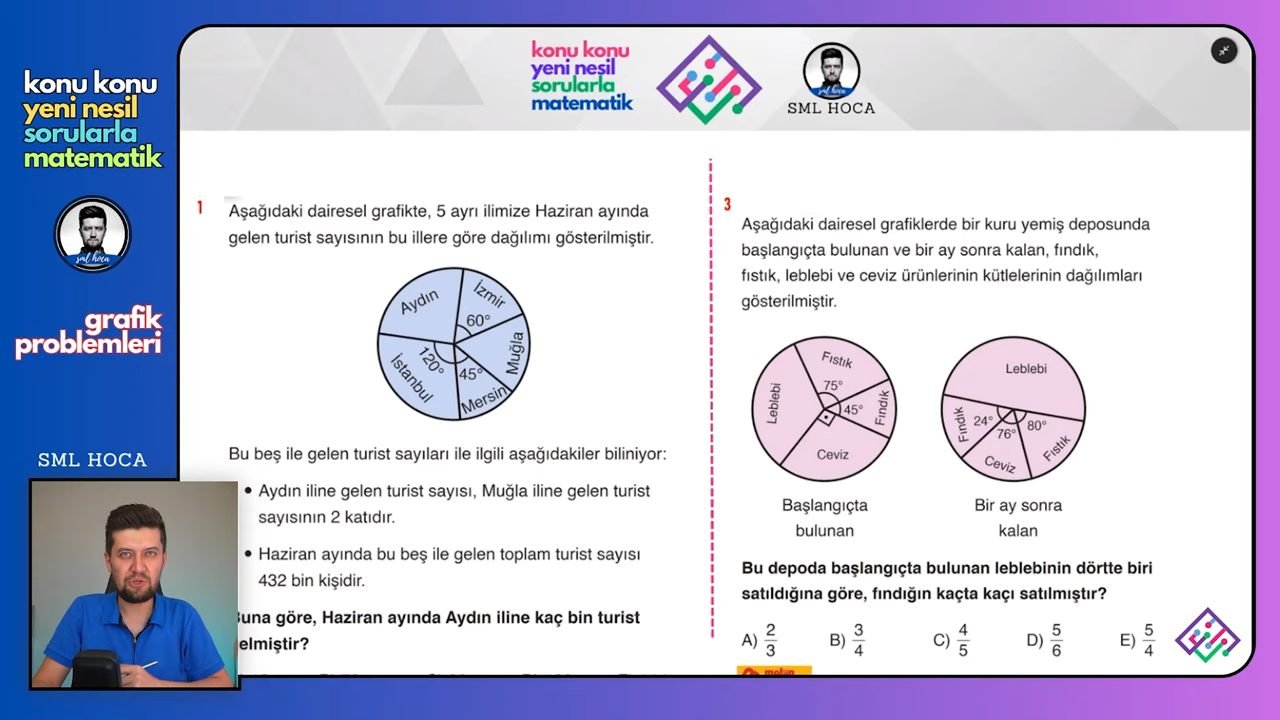 konu konu
yeni nesil
sorularla
matematik
sml hoca
grafik
problemleri
SML HOCA
konu konu
yeni nesil
sorularla
matematik
sml hoca
SML HOCA
1
Aşağıdaki dairesel grafikte, 5 ayrı ilimize Haziran ayında
gelen turist sayısının bu illere göre dağılımı gösterilmiştir.
Aydın
İzmir
60°
Muğla
120°
45°
İstanbul
Mersin
Bu beş ile gelen turist sayıları ile ilgili aşağıdakiler biliniyor:
• Aydın iline gelen turist sayısı, Muğla iline gelen turist
sayısının 2 katıdır.
• Haziran ayında bu beş ile gelen toplam turist sayısı
432 bin kişidir.
una göre, Haziran ayında Aydın iline kaç bin turist
elmiştir?
3
Aşağıdaki dairesel grafiklerde bir kuru yemiş deposunda
başlangıçta bulunan ve bir ay sonra kalan, fındık,
fıstık, leblebi ve ceviz ürünlerinin kütlelerinin dağılımları
gösterilmiştir.
Fıstık
75°
Leblebi
45°
Fındık
Ceviz
Başlangıçta
bulunan
Leblebi
Fındık
24°
76°
80°
Ceviz
Fıstık
Bir ay sonra
kalan
Bu depoda başlangıçta bulunan leblebinin dörtte biri
satıldığına göre, fındığın kaçta kaçı satılmıştır?
A) 2/3 B) 3/4 C) 4/5 D) 5/6 E) 5/4